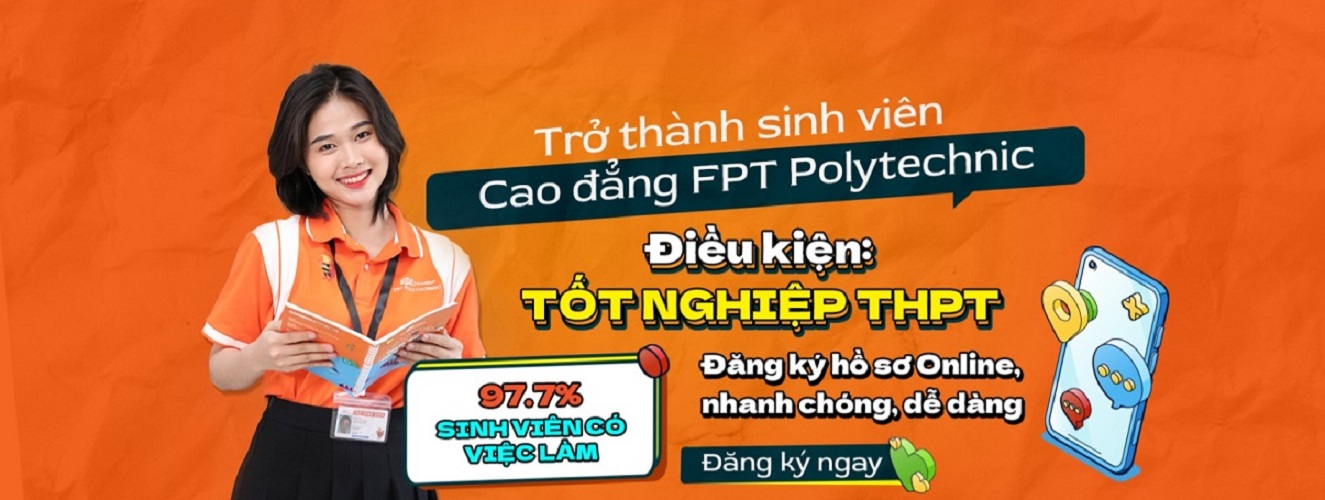 Trở thành sinh viên
Cao đẳng FPT Polytechnic
Điều kiện:
TỐT NGHIỆP THPT
Đăng ký hồ sơ Online,
nhanh chóng, dễ dàng
97.7%
SINH VIÊN CÓ
VIỆC LÀM
Đăng ký ngay